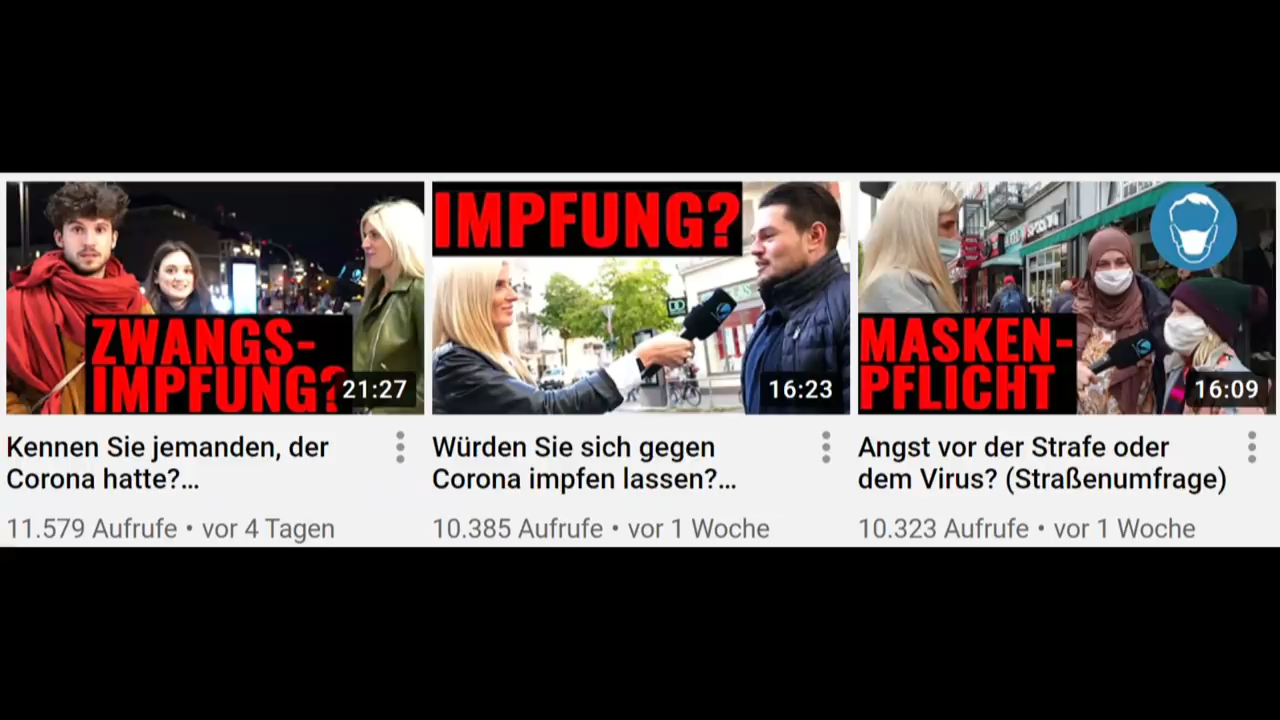 ZWANGS-
IMPFUNG?
21:27
Kennen Sie jemanden, der
Corona hatte?...
11.579 Aufrufe • vor 4 Tagen
IMPFUNG?
16:23
Würden Sie sich gegen
Corona impfen lassen?...
10.385 Aufrufe • vor 1 Woche
MASKEN-
PFLICHT
16:09
Angst vor der Strafe oder
dem Virus? (Straßenumfrage)
10.323 Aufrufe • vor 1 Woche